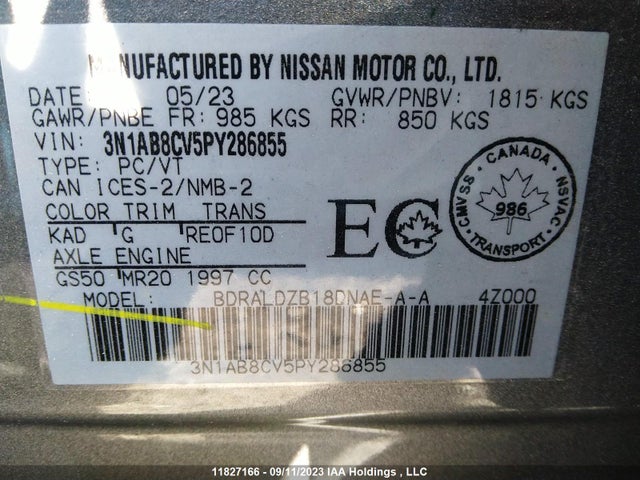 MANUFACTURED BY NISSAN MOTOR CO., LTD.
DATE 05/23 GVWR/PNBV: 1815 KGS
GAWR/PNBE FR: 985 KGS RR: 850 KGS
VIN: 3N1AB8CV5PY286855
TYPE: PC/VT
CAN ICES-2/NMB-2
COLOR TRIM TRANS
KAD G RE0F10D
AXLE ENGINE
GS50 MR20 1997 CC
MODEL: BDRALDZB18DNAE-A-A 4Z000
3N1AB8CV5PY286855
EC
CANADA
CMVSS
NSVAC
986
TRANSPORT
11827166 - 09/11/2023 IAA Holdings , LLC